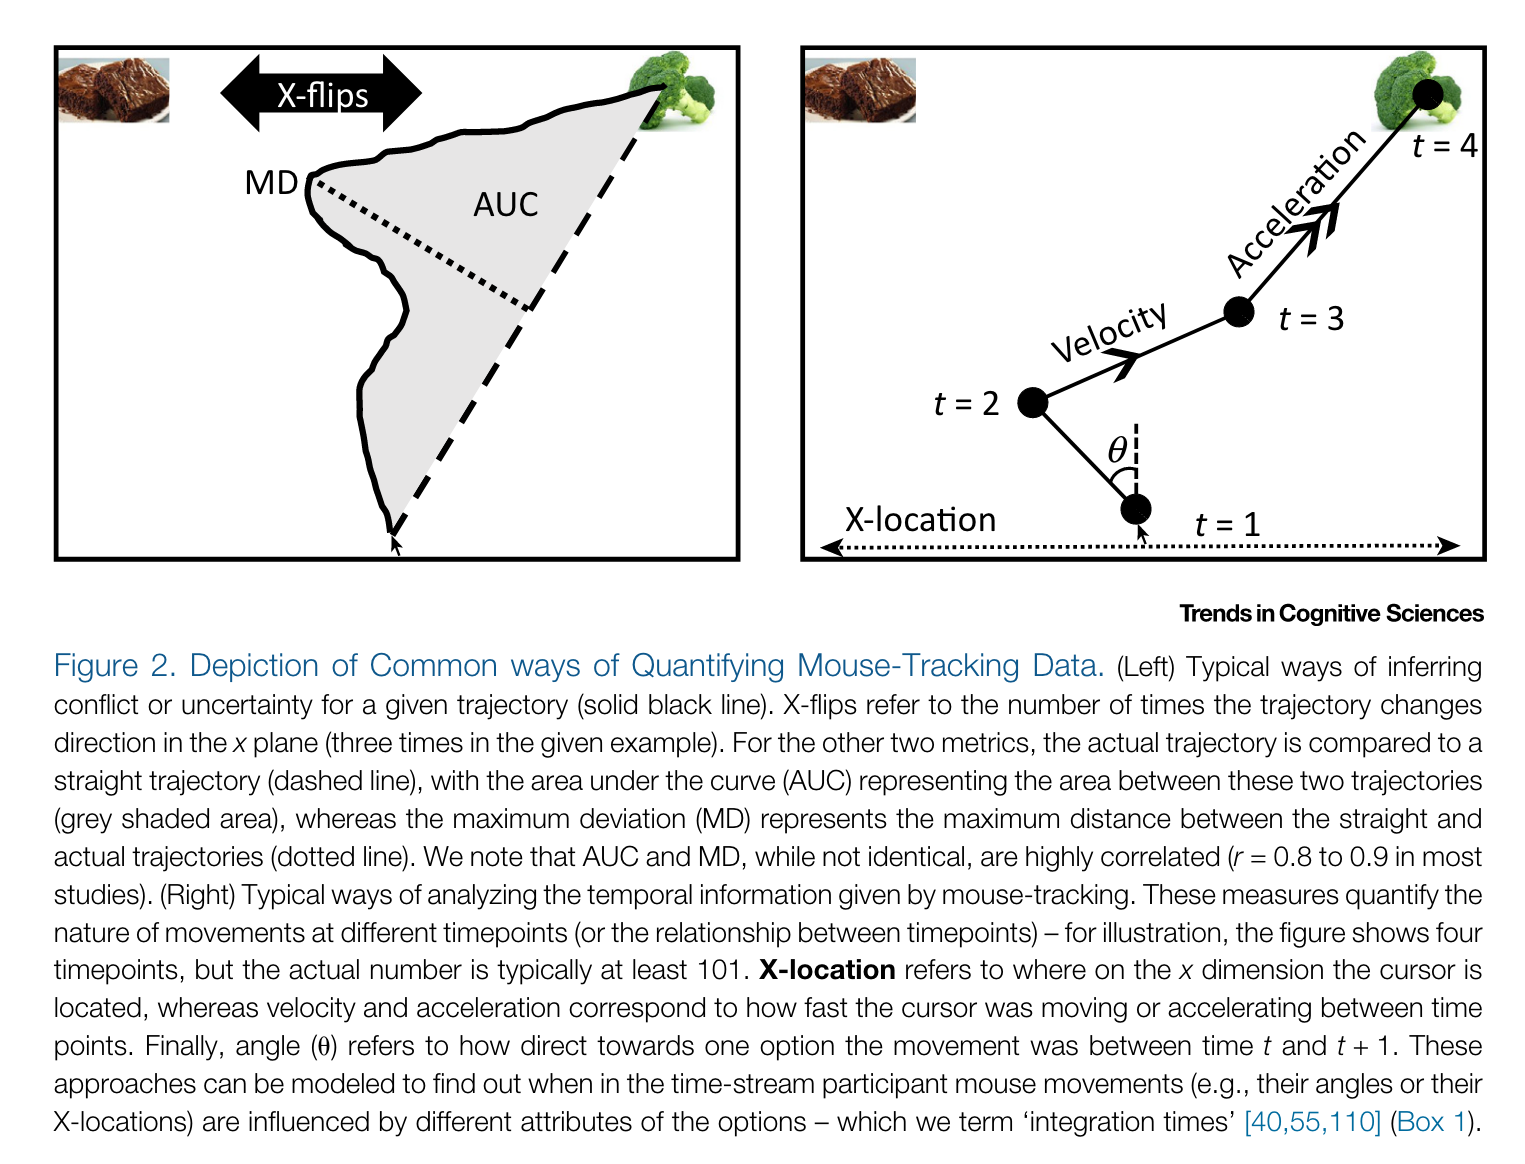 X-flips
MD
AUC
t = 4
Acceleration
Velocity
t = 3
t = 2
θ
X-location
t = 1
Trends in Cognitive Sciences
Figure 2. Depiction of Common ways of Quantifying Mouse-Tracking Data. (Left) Typical ways of inferring
conflict or uncertainty for a given trajectory (solid black line). X-flips refer to the number of times the trajectory changes
direction in the x plane (three times in the given example). For the other two metrics, the actual trajectory is compared to a
straight trajectory (dashed line), with the area under the curve (AUC) representing the area between these two trajectories
(grey shaded area), whereas the maximum deviation (MD) represents the maximum distance between the straight and
actual trajectories (dotted line). We note that AUC and MD, while not identical, are highly correlated (r = 0.8 to 0.9 in most
studies). (Right) Typical ways of analyzing the temporal information given by mouse-tracking. These measures quantify the
nature of movements at different timepoints (or the relationship between timepoints) – for illustration, the figure shows four
timepoints, but the actual number is typically at least 101. X-location refers to where on the x dimension the cursor is
located, whereas velocity and acceleration correspond to how fast the cursor was moving or accelerating between time
points. Finally, angle (θ) refers to how direct towards one option the movement was between time t and t + 1. These
approaches can be modeled to find out when in the time-stream participant mouse movements (e.g., their angles or their
X-locations) are influenced by different attributes of the options – which we term ‘integration times’ [40,55,110] (Box 1).